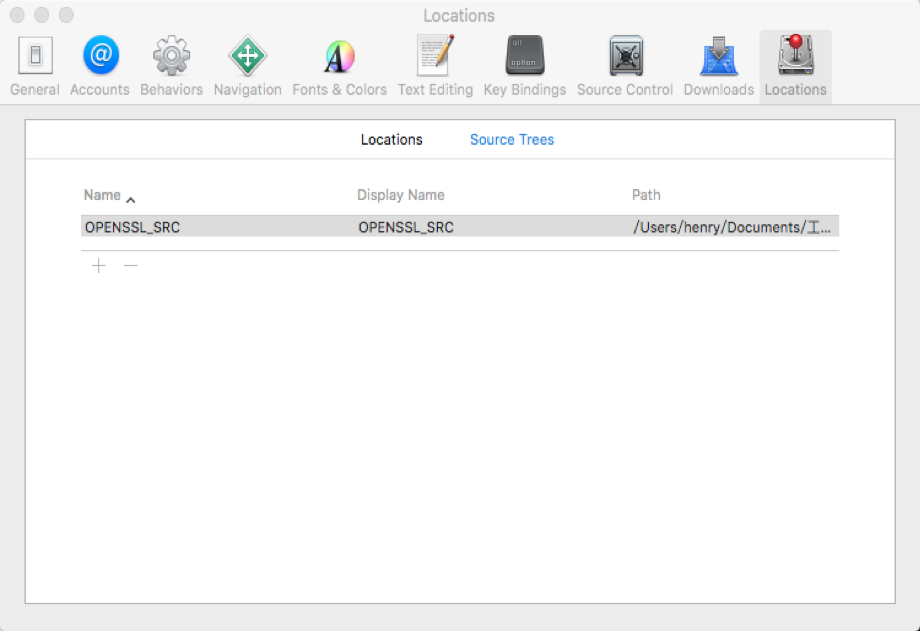 Locations
General Accounts Behaviors Navigation Fonts & Colors Text Editing Key Bindings Source Control Downloads Locations
Locations Source Trees
Name Display Name Path
OPENSSL_SRC OPENSSL_SRC /Users/henry/Documents/工...